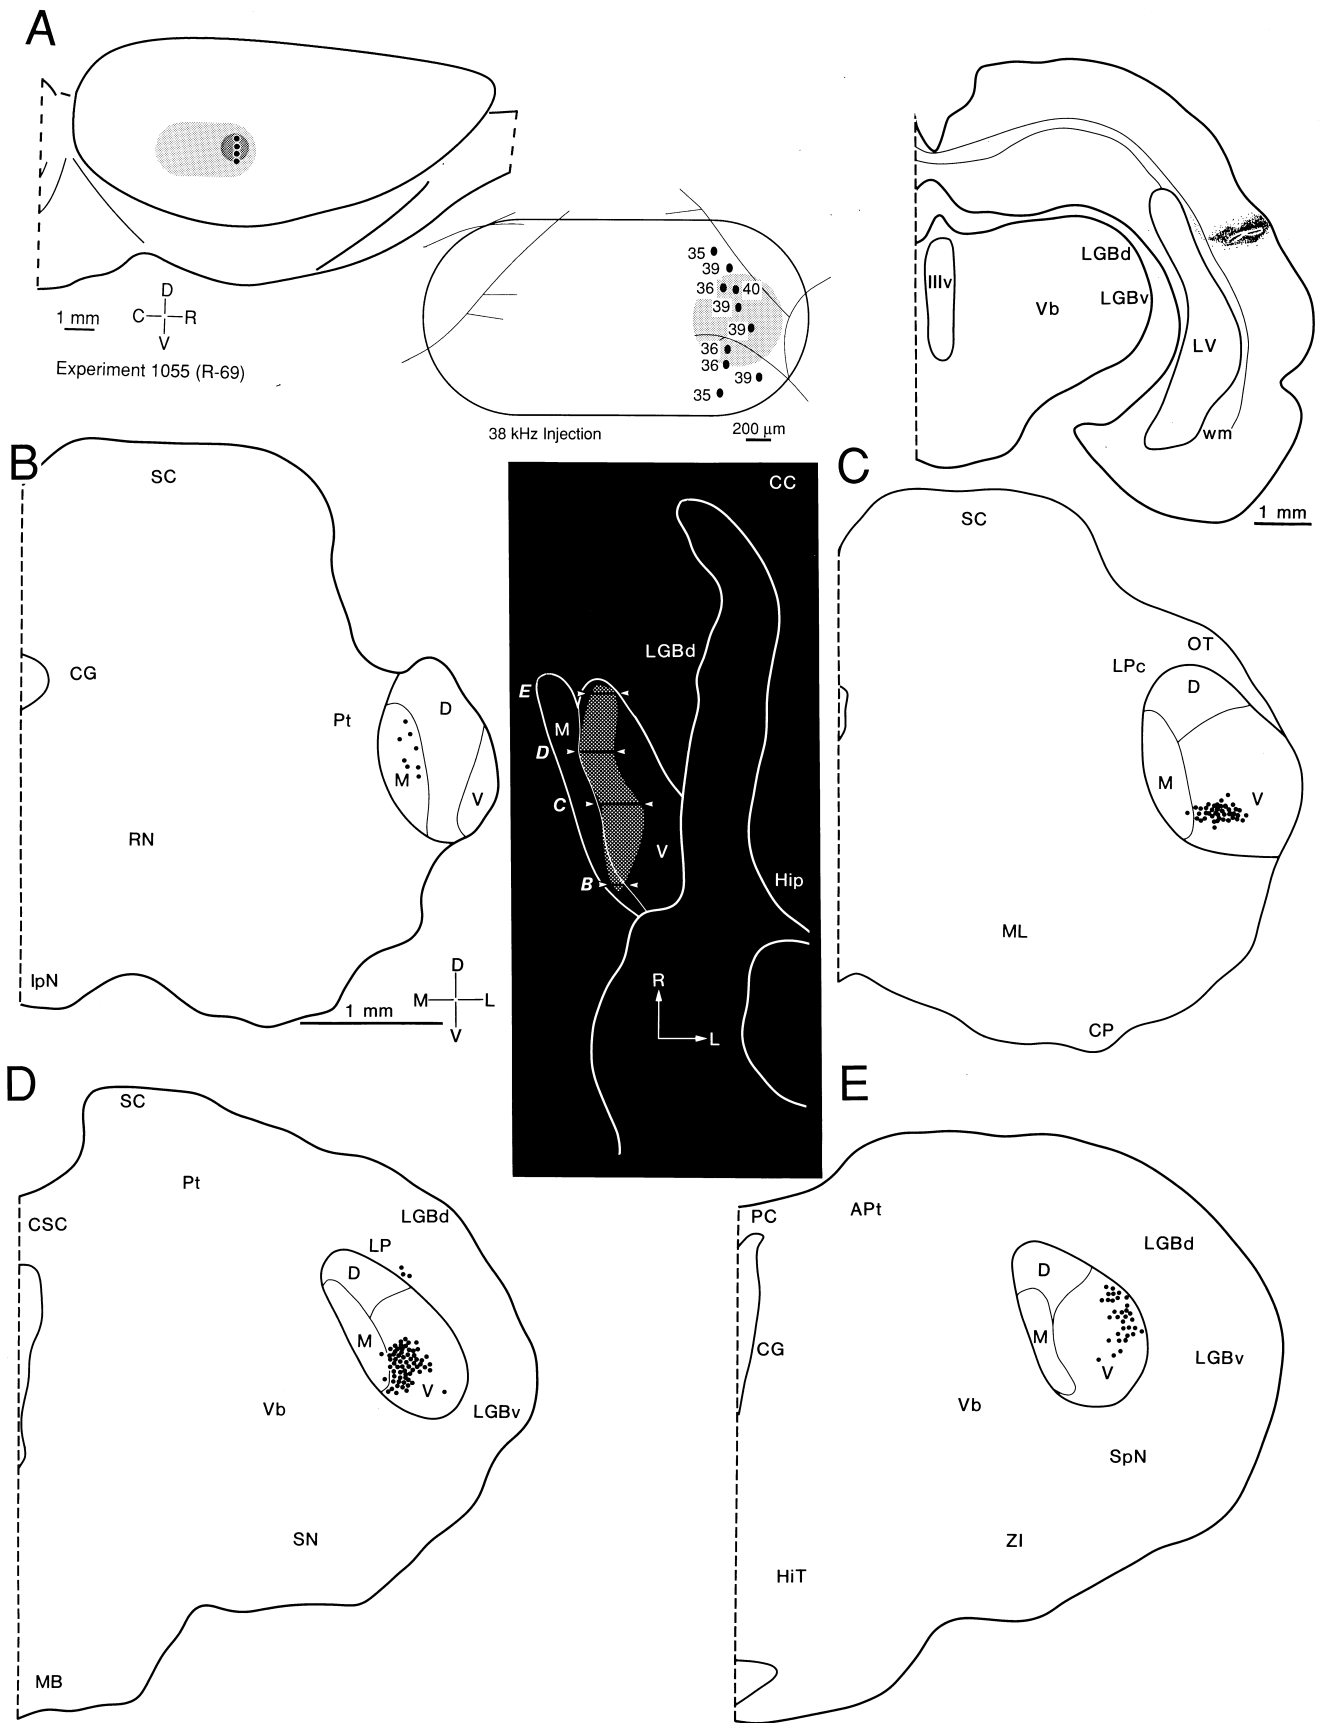 A
D
C R
V
1 mm
Experiment 1055 (R-69)
35
39
36 40
39
39
36
36
39
35
38 kHz Injection
200 µm
IIIv
LGBd
LGBv
Vb
LV
wm
1 mm
B
SC
CG
Pt
D
M
V
RN
IpN
1 mm
D
M L
V
CC
LGBd
E
M
D
C
V
B
Hip
R
L
C
SC
OT
LPc
D
M
V
ML
CP
D
SC
Pt
CSC
LGBd
LP
D
M
V
Vb
LGBv
SN
MB
E
PC
APt
LGBd
D
M
CG
V
LGBv
Vb
SpN
ZI
HiT